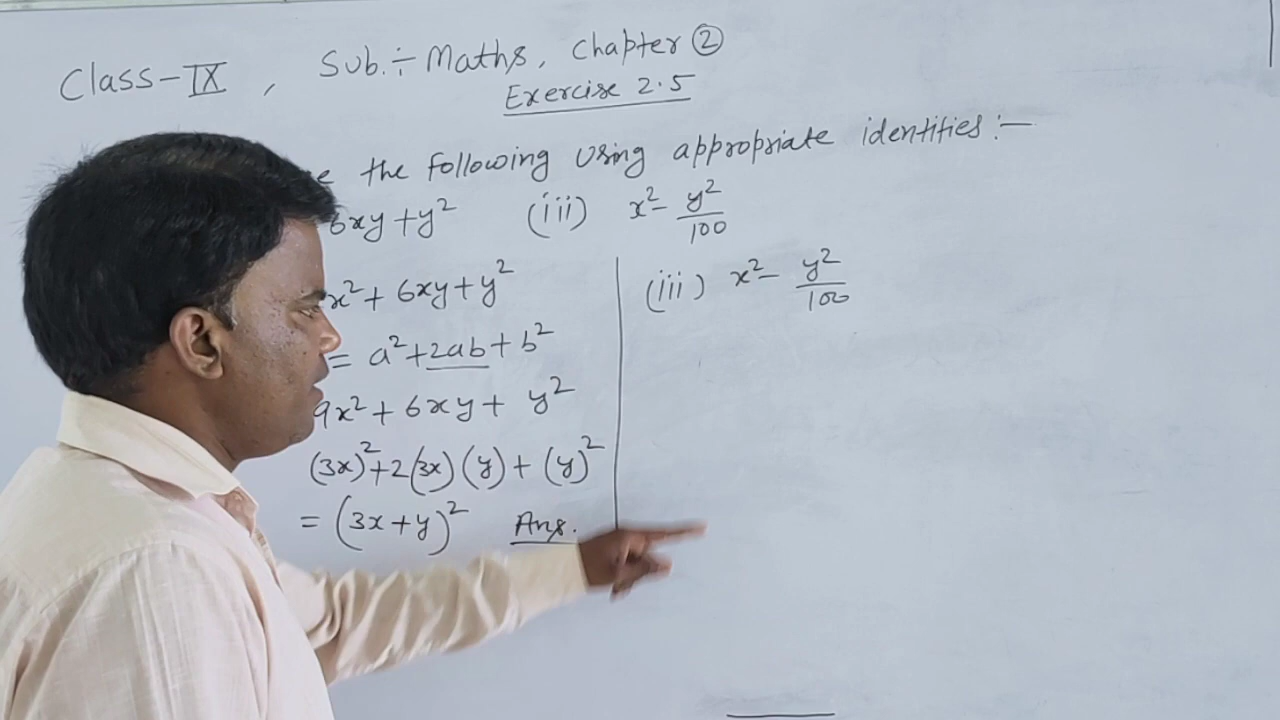 Class-IX, Sub.÷ Maths, Chapter ②
Exercise 2.5
the following Using appropriate identities:—
6xy + y² (iii) x² - y²/100
x² + 6xy + y²
= a² + 2ab + b²
9x² + 6xy + y²
(3x)² + 2(3x)(y) + (y)²
= (3x+y)² Ans.
(iii) x² - y²/100